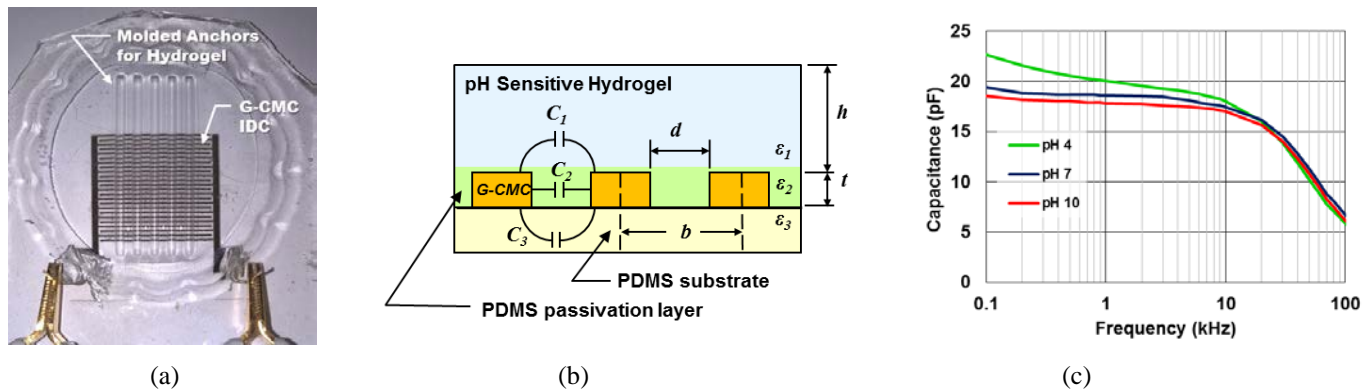 Molded Anchors
for Hydrogel
G-CMC
IDC
(a)
pH Sensitive Hydrogel
C1
d
h
ε1
C2
G-CMC
ε2
t
ε3
C3
b
PDMS substrate
PDMS passivation layer
(b)
Capacitance (pF)
25
20
15
10
5
0
pH 4
pH 7
pH 10
0.1
1
10
100
Frequency (kHz)
(c)